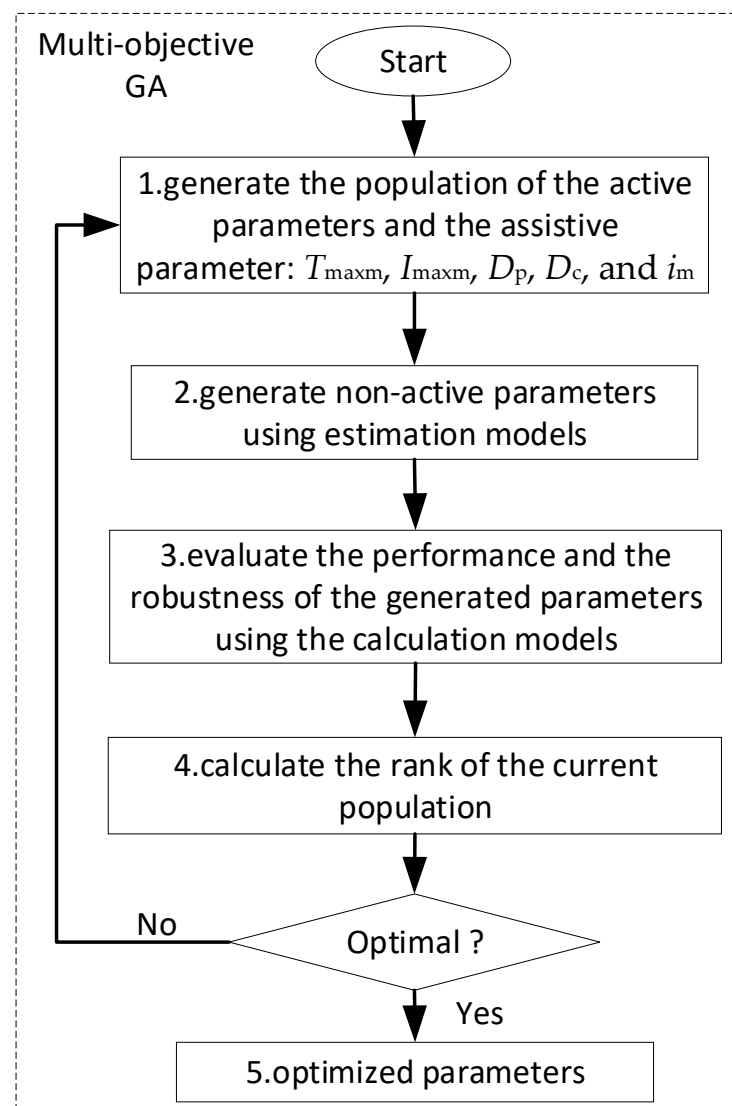 Multi-objective
GA
Start
1.generate the population of the active
parameters and the assistive
parameter: Tmaxm, Imaxm, Dp, Dc, and im
2.generate non-active parameters
using estimation models
3.evaluate the performance and the
robustness of the generated parameters
using the calculation models
4.calculate the rank of the current
population
No
Optimal ?
Yes
5.optimized parameters